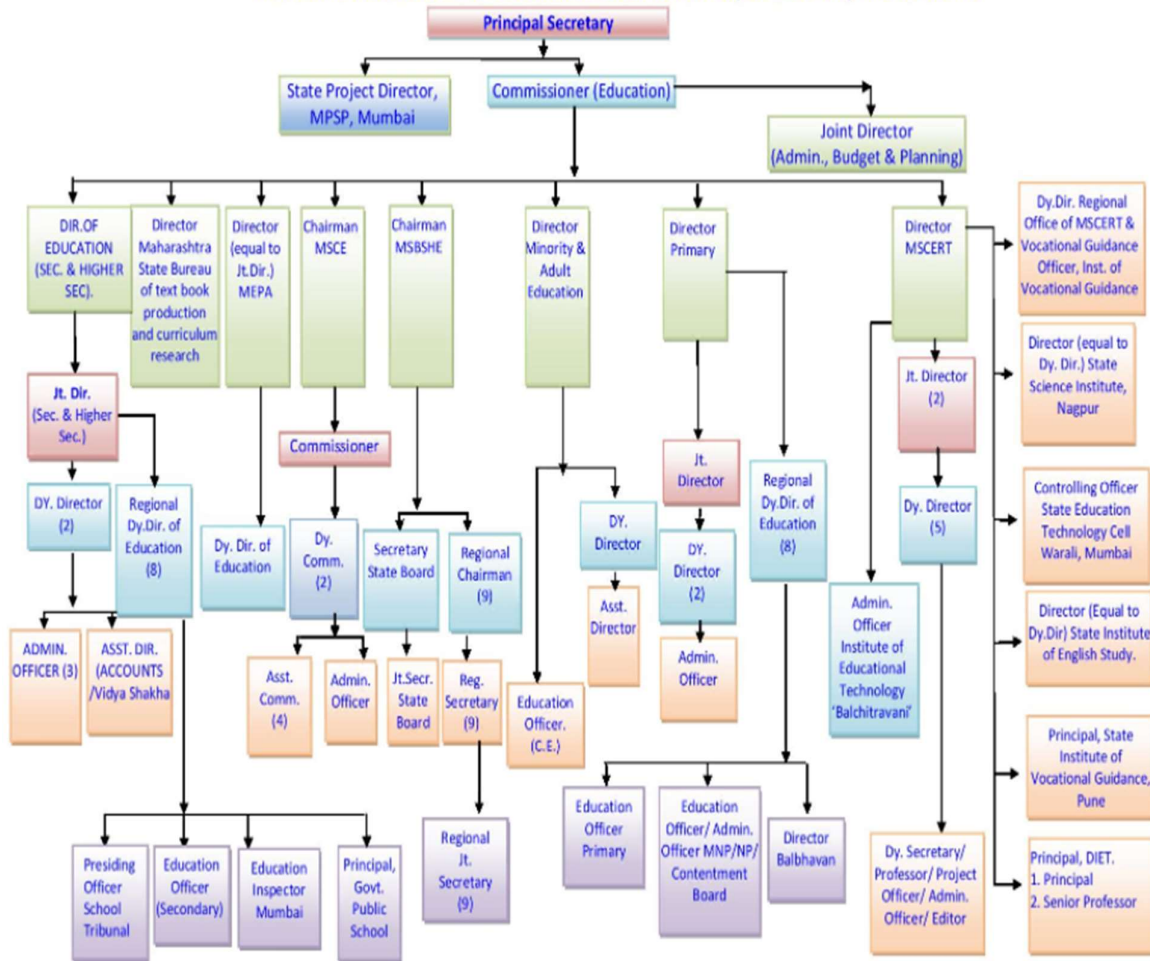 Principal Secretary
State Project Director,
MPSP, Mumbai
Commissioner (Education)
Joint Director
(Admin., Budget & Planning)
DIR.OF
EDUCATION
(SEC. & HIGHER
SEC).
Director
Maharashtra
State Bureau
of text book
production
and curriculum
research
Director
(equal to
Jt.Dir.)
MEPA
Chairman
MSCE
Chairman
MSBSHE
Director
Minority &
Adult
Education
Director
Primary
Director
MSCERT
Dy.Dir. Regional
Office of MSCERT &
Vocational Guidance
Officer, Inst. of
Vocational Guidance
Jt. Dir.
(Sec. & Higher
Sec.)
Commissioner
Jt.
Director
Jt. Director
(2)
Director (equal to
Dy. Dir.) State
Science Institute,
Nagpur
DY. Director
(2)
Regional
Dy.Dir. of
Education
(8)
Dy. Dir. of
Education
Dy.
Comm.
(2)
Secretary
State Board
Regional
Chairman
(9)
DY.
Director
DY.
Director
(2)
Regional
Dy.Dir. of
Education
(8)
Dy. Director
(5)
Controlling Officer
State Education
Technology Cell
Warali, Mumbai
ADMIN.
OFFICER (3)
ASST. DIR.
(ACCOUNTS
/Vidya Shakha
Asst.
Comm.
(4)
Admin.
Officer
Jt.Secr.
State
Board
Reg.
Secretary
(9)
Education
Officer.
(C.E.)
Asst.
Director
Admin.
Officer
Admin.
Officer
Institute of
Educational
Technology
'Balchitravani'
Director (Equal to
Dy.Dir) State Institute
of English Study.
Principal, State
Institute of
Vocational Guidance,
Pune
Presiding
Officer
School
Tribunal
Education
Officer
(Secondary)
Education
Inspector
Mumbai
Principal,
Govt.
Public
School
Regional
Jt.
Secretary
(9)
Education
Officer
Primary
Education
Officer/ Admin.
Officer MNP/NP/
Contentment
Board
Director
Balbhavan
Dy. Secretary/
Professor/ Project
Officer/ Admin.
Officer/ Editor
Principal, DIET.
1. Principal
2. Senior Professor